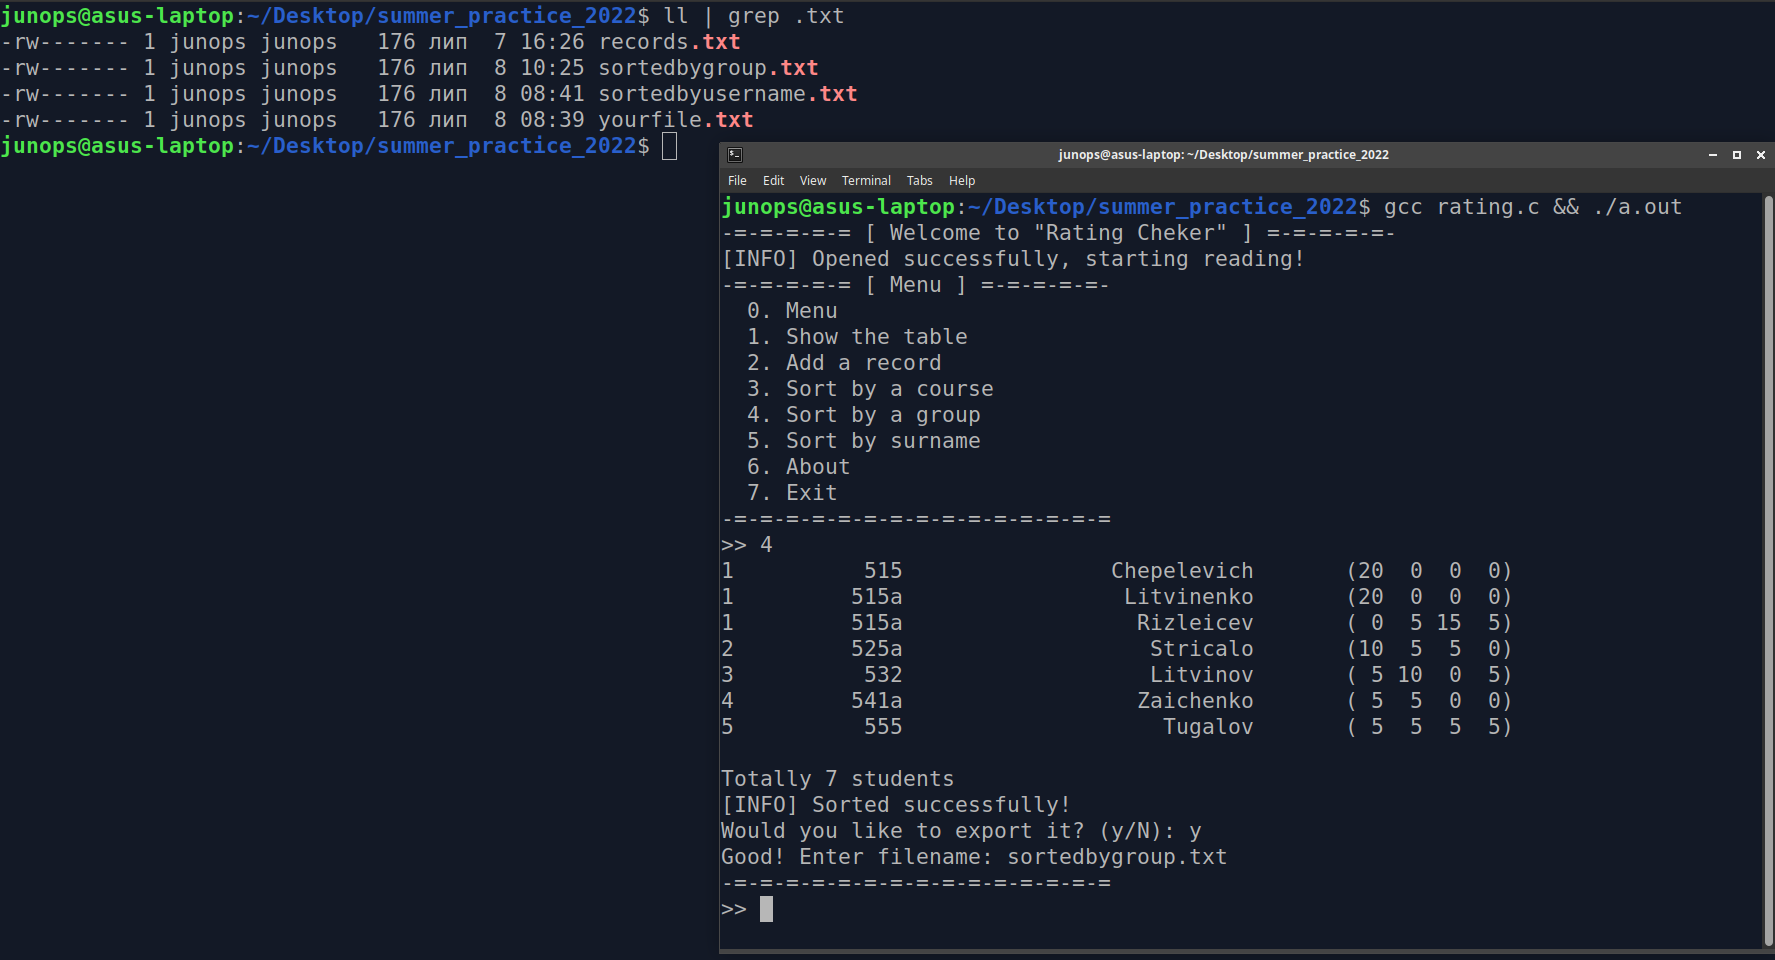 junops@asus-laptop:~/Desktop/summer_practice_2022$ ll | grep .txt
-rw------- 1 junops junops   176 лип  7 16:26 records.txt
-rw------- 1 junops junops   176 лип  8 10:25 sortedbygroup.txt
-rw------- 1 junops junops   176 лип  8 08:41 sortedbyusername.txt
-rw------- 1 junops junops   176 лип  8 08:39 yourfile.txt
junops@asus-laptop:~/Desktop/summer_practice_2022$
junops@asus-laptop: ~/Desktop/summer_practice_2022
File Edit View Terminal Tabs Help
junops@asus-laptop:~/Desktop/summer_practice_2022$ gcc rating.c && ./a.out
-=-=-=-=-= [ Welcome to "Rating Cheker" ] =-=-=-=-=-
[INFO] Opened successfully, starting reading!
-=-=-=-=-= [ Menu ] =-=-=-=-=-
  0. Menu
  1. Show the table
  2. Add a record
  3. Sort by a course
  4. Sort by a group
  5. Sort by surname
  6. About
  7. Exit
-=-=-=-=-=-=-=-=-=-=-=-=-=-=-=
>> 4
1          515                Chepelevich       (20  0  0  0)
1         515a                 Litvinenko       (20  0  0  0)
1         515a                  Rizleicev       ( 0  5 15  5)
2         525a                   Stricalo       (10  5  5  0)
3          532                   Litvinov       ( 5 10  0  5)
4         541a                  Zaichenko       ( 5  5  0  0)
5          555                    Tugalov       ( 5  5  5  5)
Totally 7 students
[INFO] Sorted successfully!
Would you like to export it? (y/N): y
Good! Enter filename: sortedbygroup.txt
-=-=-=-=-=-=-=-=-=-=-=-=-=-=-=
>>